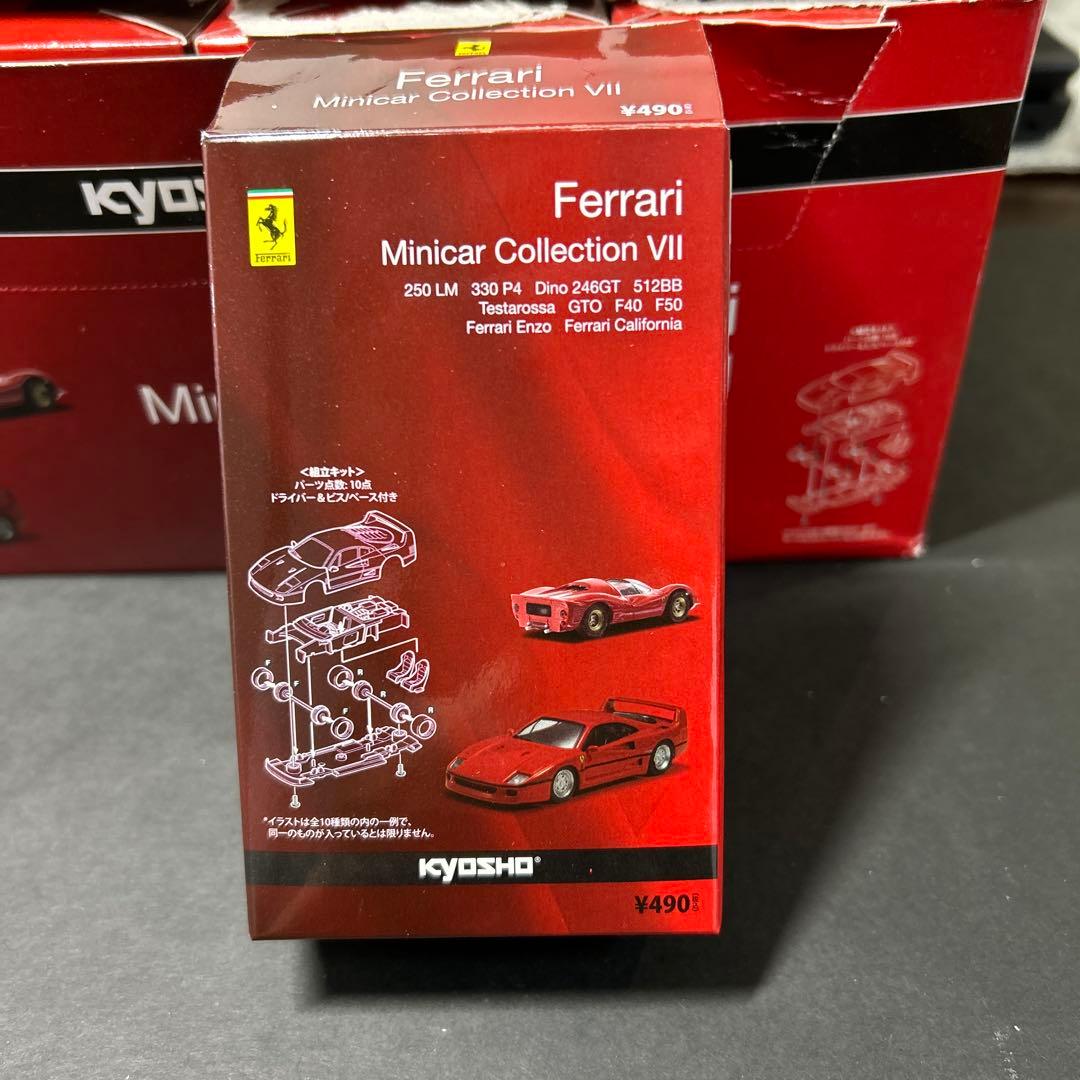 Ferrari
Ferrari
Minicar Collection VII
¥490
KYOS
Ferrari
Ferrari
Minicar Collection VII
250 LM 330 P4 Dino 246GT 512BB
Testarossa GTO F40 F50
Ferrari Enzo Ferrari California
Mi
i
<組立キット>
パーツ点数:10点
ドライバー&ビス/ベース付き
F
F
R
R
F
R
*イラストは全10種類の内の一例で、
同一のものが入っているとは限りません。
KYOSHO®
¥490